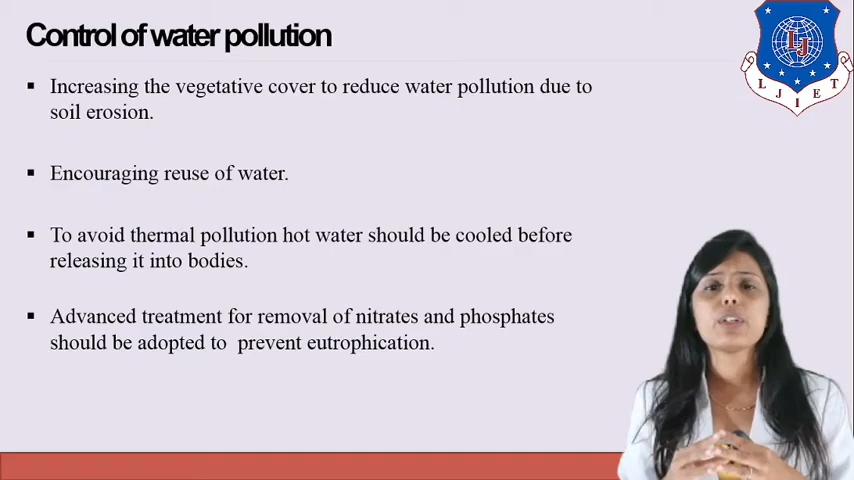 Control of water pollution
▪ Increasing the vegetative cover to reduce water pollution due to
soil erosion.
▪ Encouraging reuse of water.
▪ To avoid thermal pollution hot water should be cooled before
releasing it into bodies.
▪ Advanced treatment for removal of nitrates and phosphates
should be adopted to  prevent eutrophication.
LJ
L J I E T